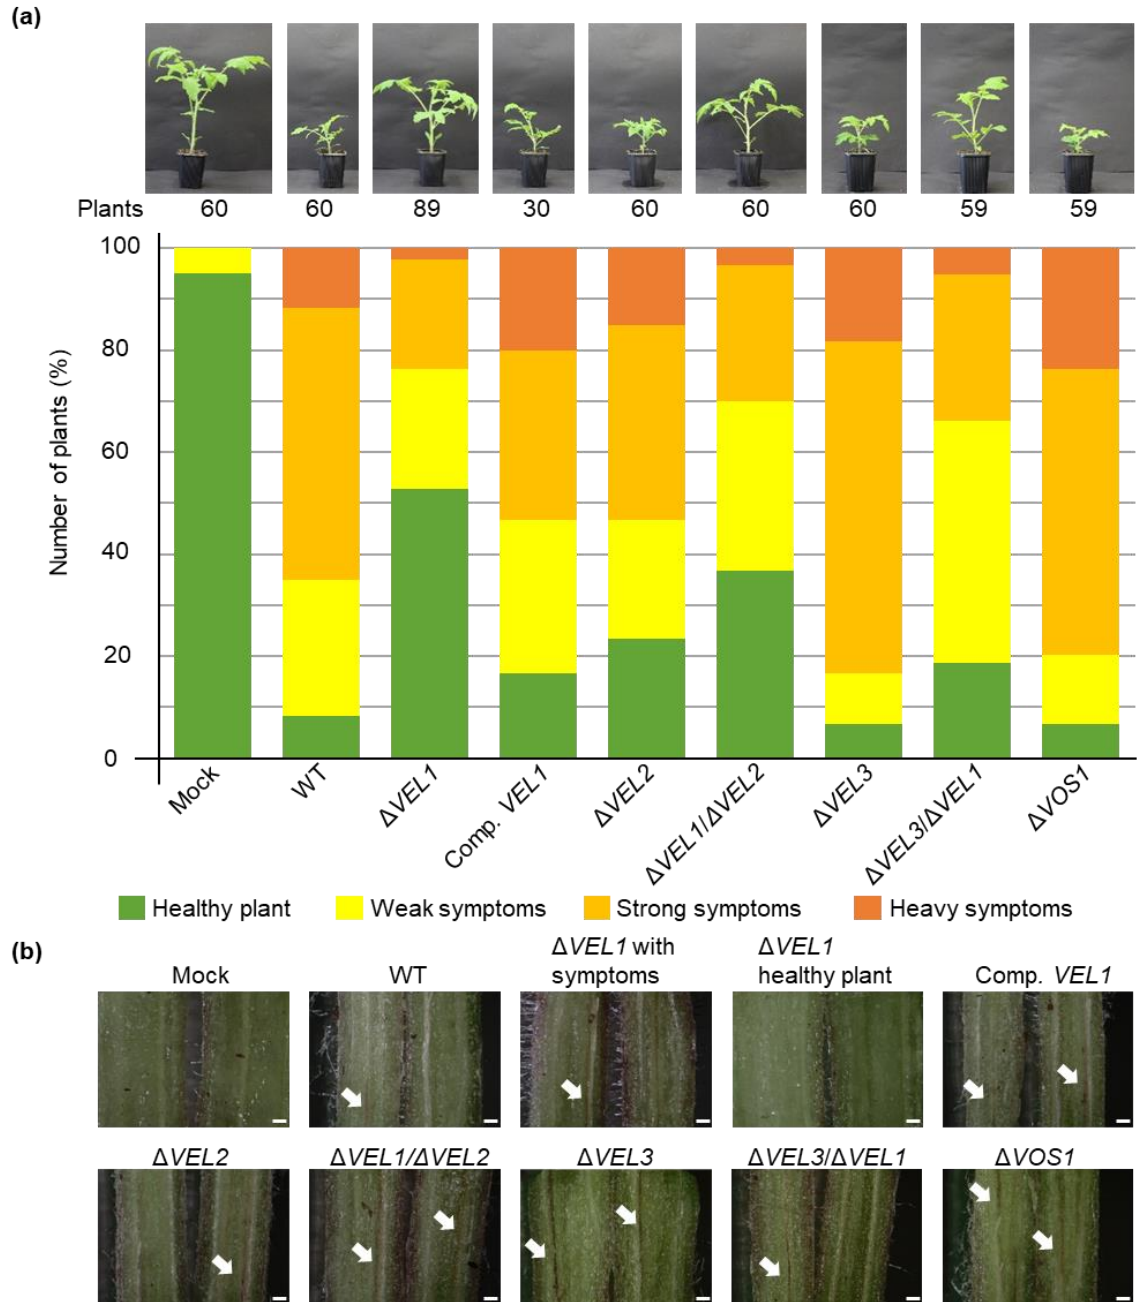 (a)
Plants 60 60 89 30 60 60 60 59 59
Number of plants (%)
100
80
60
40
20
0
Mock WT ΔVEL1 Comp. VEL1 ΔVEL2 ΔVEL1/ΔVEL2 ΔVEL3 ΔVEL3/ΔVEL1 ΔVOS1
Healthy plant Weak symptoms Strong symptoms Heavy symptoms
(b)
Mock WT ΔVEL1 with symptoms ΔVEL1 healthy plant Comp. VEL1
ΔVEL2 ΔVEL1/ΔVEL2 ΔVEL3 ΔVEL3/ΔVEL1 ΔVOS1